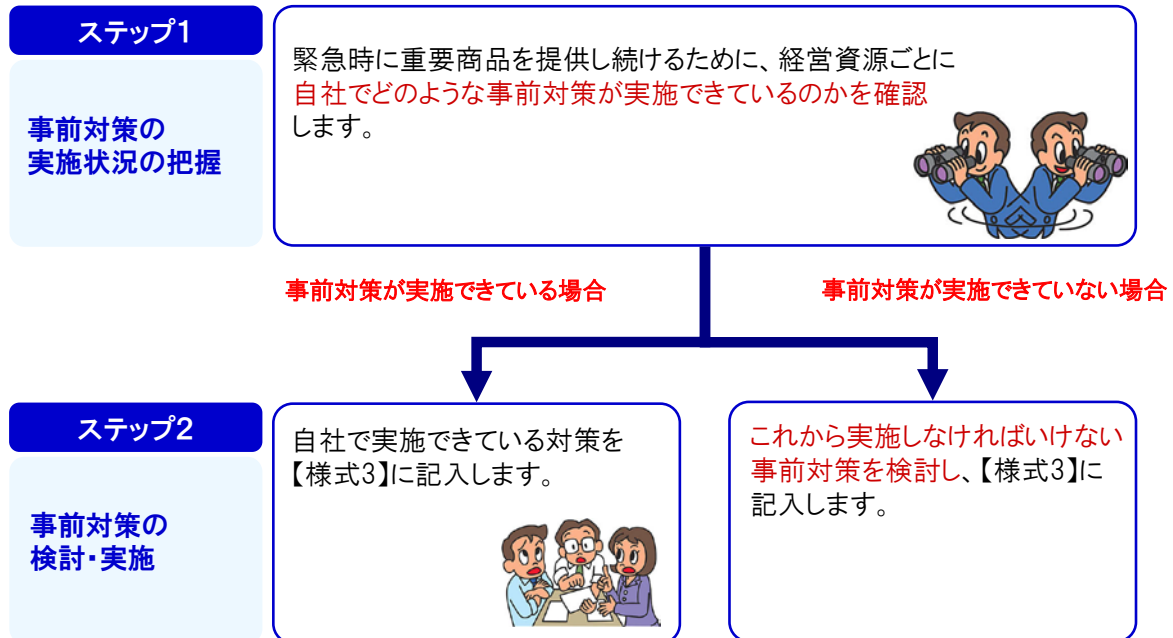 ステップ1
事前対策の
実施状況の把握
緊急時に重要商品を提供し続けるために、経営資源ごとに
自社でどのような事前対策が実施できているのかを確認
します。
事前対策が実施できている場合
事前対策が実施できていない場合
ステップ2
事前対策の
検討・実施
自社で実施できている対策を
【様式3】に記入します。
これから実施しなければいけない
事前対策を検討し、【様式3】に
記入します。